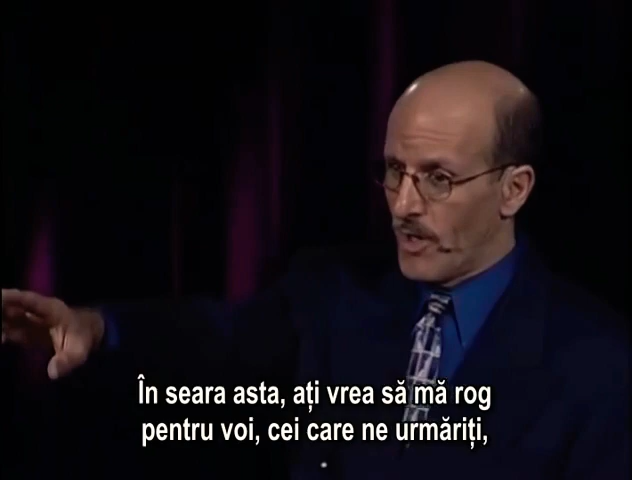 În seara asta, ați vrea să mă rog
pentru voi, cei care ne urmăriți,